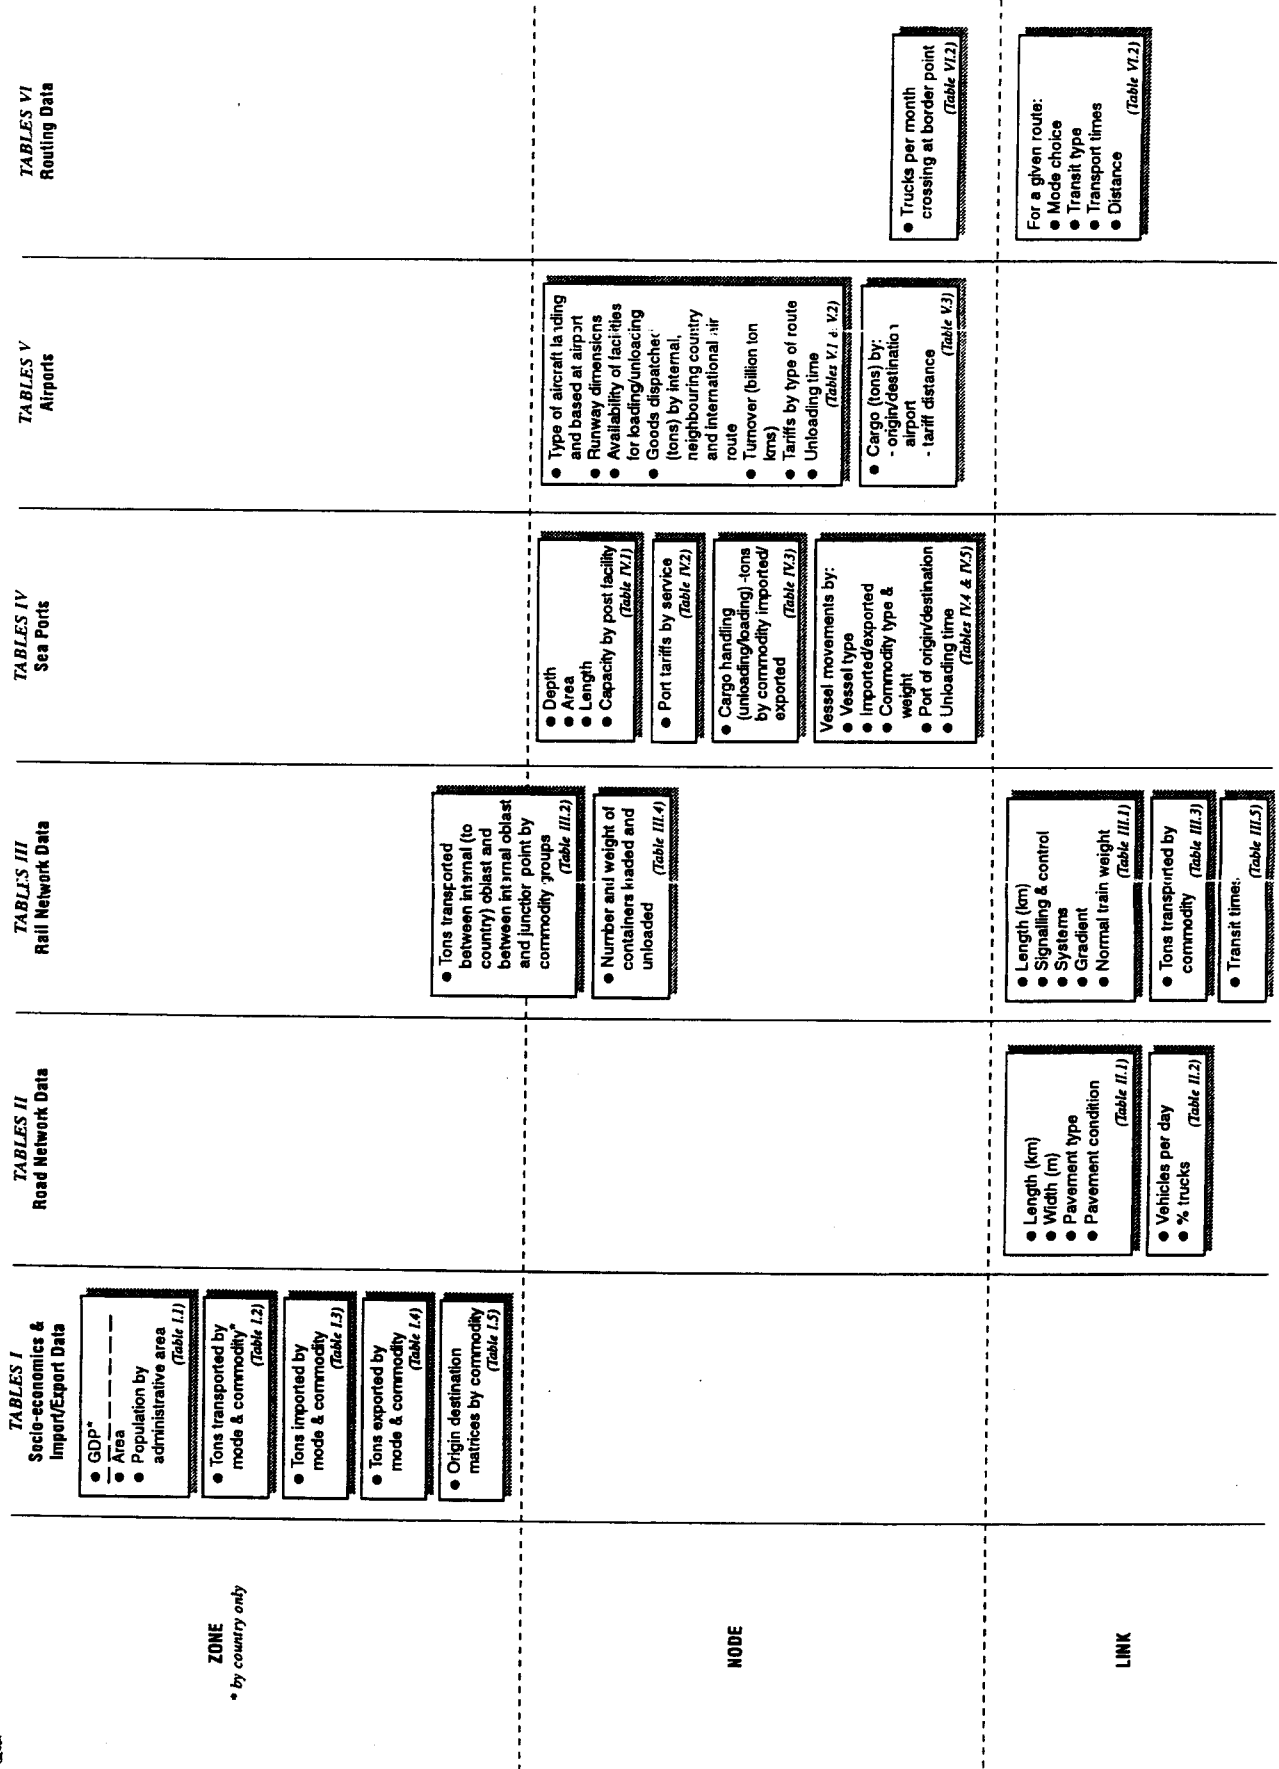 TABLES I
Socio-economics &
Import/Export Data
TABLES II
Road Network Data
TABLES III
Rail Network Data
TABLES IV
Sea Ports
TABLES V
Airports
TABLES VI
Routing Data
ZONE
* by country only
● GDP*
● Area
● Population by
administrative area
(Table I.1)
● Tons transported by
mode & commodity*
(Table I.2)
● Tons imported by
mode & commodity
(Table I.3)
● Tons exported by
mode & commodity
(Table I.4)
● Origin destination
matrices by commodity
(Table I.5)
● Tons transported
between internal (to
country) oblast and
between internal oblast
and junction point by
commodity groups
(Table III.2)
NODE
● Number and weight of
containers loaded and
unloaded
(Table III.4)
● Depth
● Area
● Length
● Capacity by post facility
(Table IV.1)
● Port tariffs by service
(Table IV.2)
● Cargo handling
(unloading/loading) -tons
by commodity imported/
exported
(Table IV.3)
Vessel movements by:
● Vessel type
● Imported/exported
● Commodity type &
weight
● Port of origin/destination
● Unloading time
(Tables IV.4 & IV.5)
● Type of aircraft landing
and based at airport
● Runway dimensions
● Availability of facilities
for loading/unloacing
● Goods dispatched
(tons) by internal,
neighbouring country
and international air
route
● Turnover (billion ton
kms)
● Tariffs by type of route
● Unloading time
(Tables V.1 & V.2)
● Cargo (tons) by:
- origin/destination
airport
- tariff distance
(Table V.3)
● Trucks per month
crossing at border point
(Table VI.2)
LINK
● Length (km)
● Width (m)
● Pavement type
● Pavement condition
(Table II.1)
● Vehicles per day
● % trucks
(Table II.2)
● Length (km)
● Signalling & control
● Systems
● Gradient
● Normal train weight
(Table III.1)
● Tons transported by
commodity
(Table III.3)
● Transit times
(Table III.5)
For a given route:
● Mode choice
● Transit type
● Transport times
● Distance
(Table VI.2)